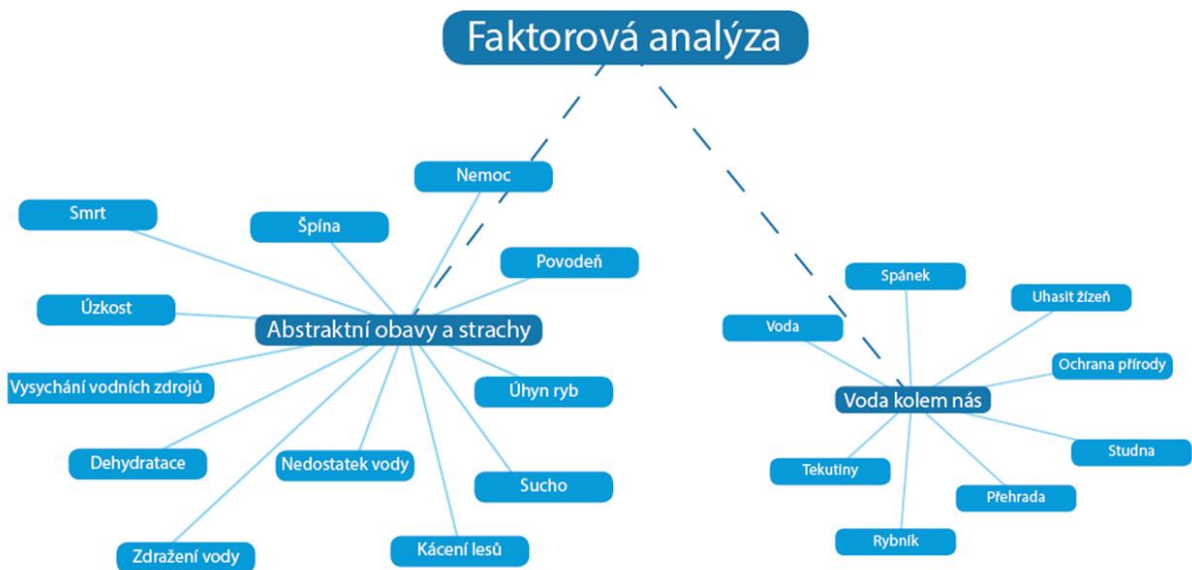 Faktorová analýza
Nemoc
Smrt
Špína
Povodeň
Úzkost
Abstraktní obavy a strachy
Vysychání vodních zdrojů
Úhyn ryb
Dehydratace
Nedostatek vody
Sucho
Zdražení vody
Kácení lesů
Spánek
Uhasit žízeň
Voda
Ochrana přírody
Voda kolem nás
Studna
Tekutiny
Přehrada
Rybník